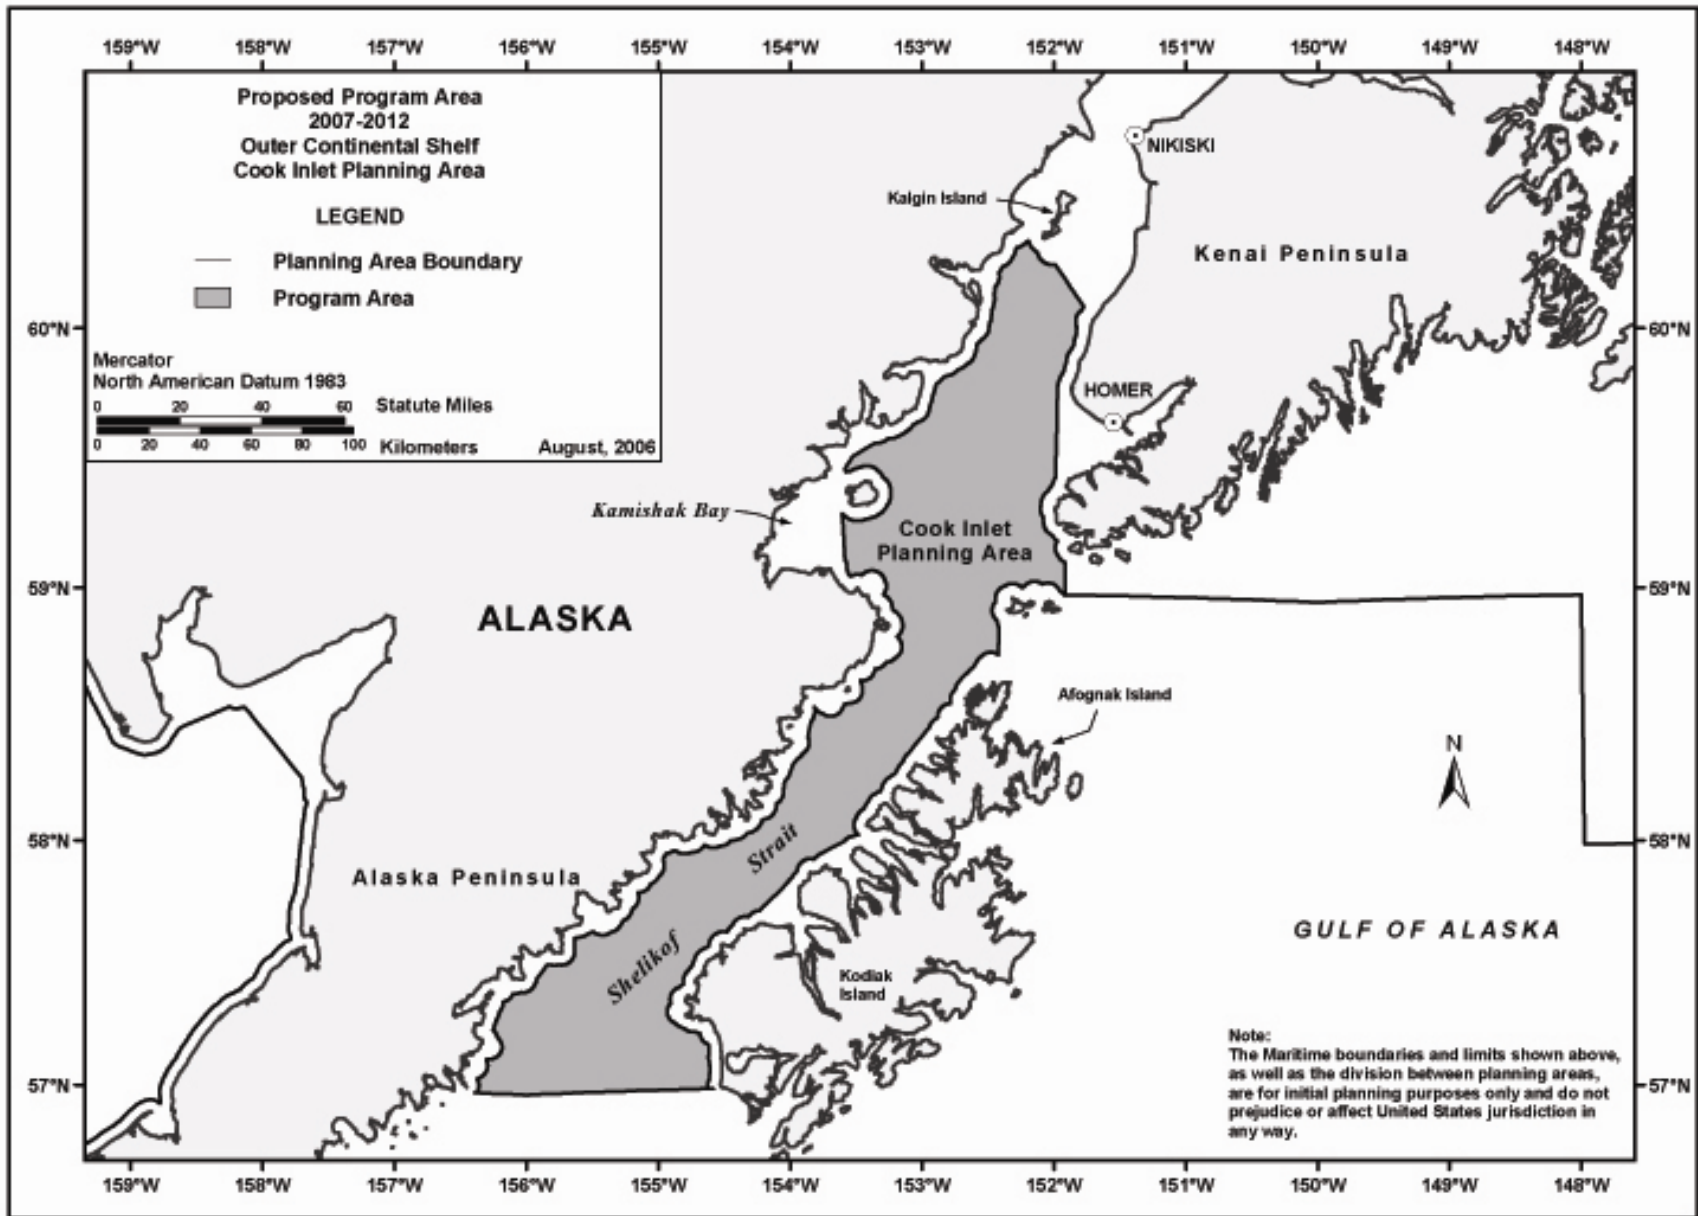 159°W 158°W 157°W 156°W 155°W 154°W 153°W 152°W 151°W 150°W 149°W 148°W
Proposed Program Area
2007-2012
Outer Continental Shelf
Cook Inlet Planning Area
LEGEND
Planning Area Boundary
Program Area
Mercator
North American Datum 1983
0 20 40 60 Statute Miles
0 20 40 60 80 100 Kilometers
August, 2006
NIKISKI
Kalgin Island
Kenai Peninsula
60°N 60°N
HOMER
Kamishak Bay
Cook Inlet
Planning Area
59°N 59°N
ALASKA
Afognak Island
N
58°N 58°N
Strait
Alaska Peninsula
GULF OF ALASKA
Shelikof
Kodiak
Island
Note:
The Maritime boundaries and limits shown above,
as well as the division between planning areas,
are for initial planning purposes only and do not
prejudice or affect United States jurisdiction in
any way.
57°N 57°N
159°W 158°W 157°W 156°W 155°W 154°W 153°W 152°W 151°W 150°W 149°W 148°W